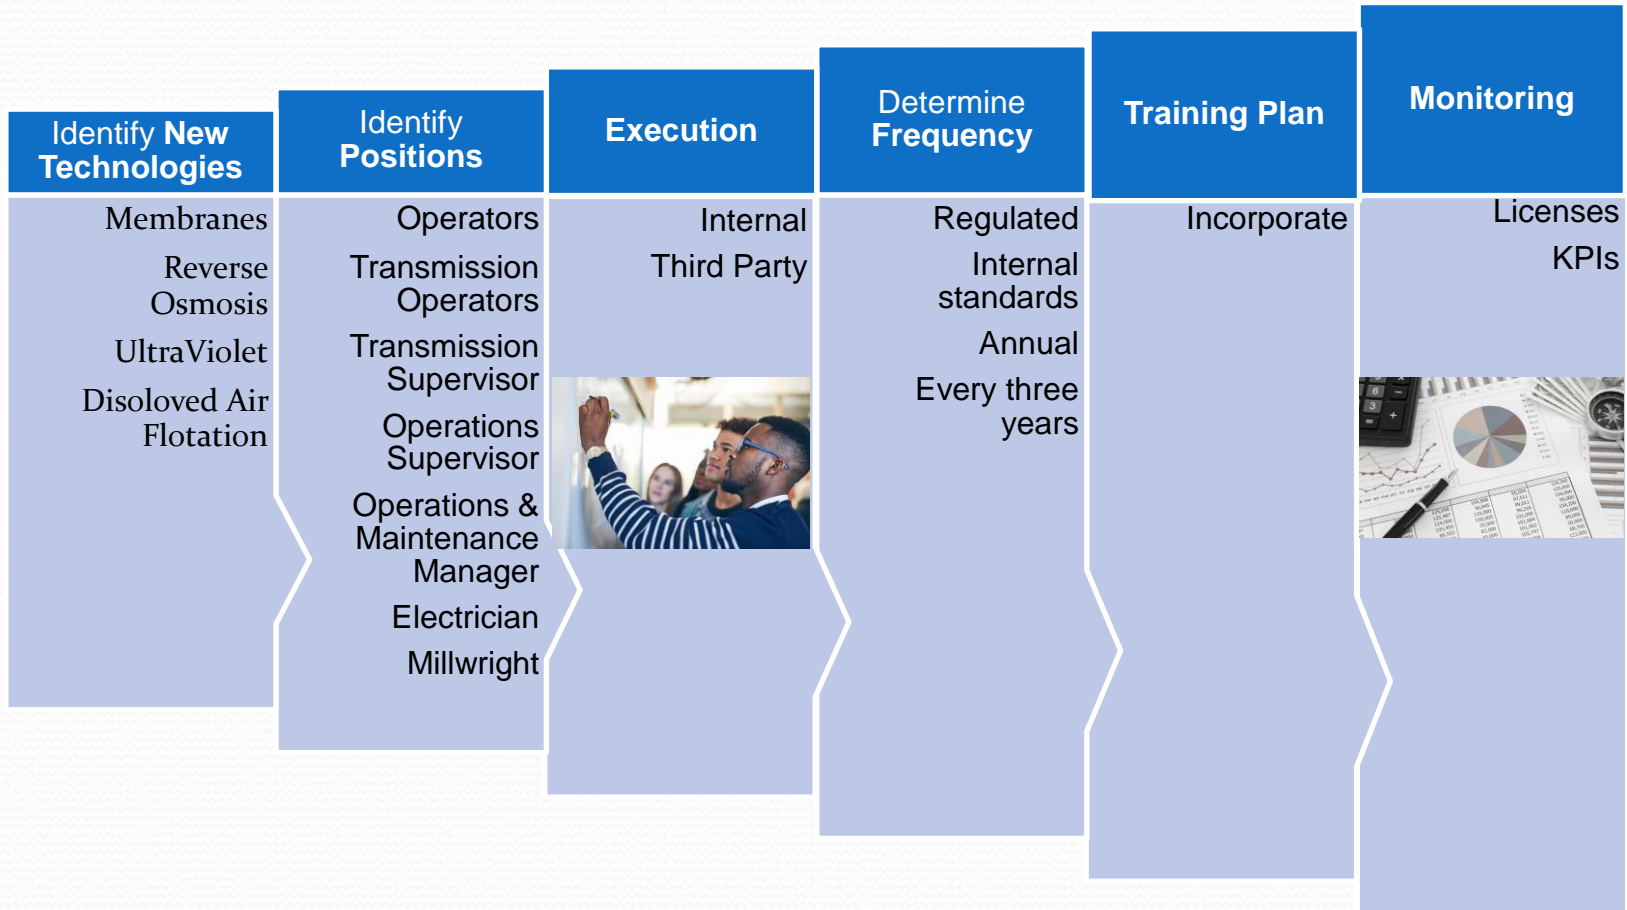 Identify New
Technologies
Membranes
Reverse
Osmosis
UltraViolet
Disoloved Air
Flotation
Identify
Positions
Operators
Transmission
Operators
Transmission
Supervisor
Operations
Supervisor
Operations &
Maintenance
Manager
Electrician
Millwright
Execution
Internal
Third Party
Determine
Frequency
Regulated
Internal
standards
Annual
Every three
years
Training Plan
Incorporate
Monitoring
Licenses
KPIs